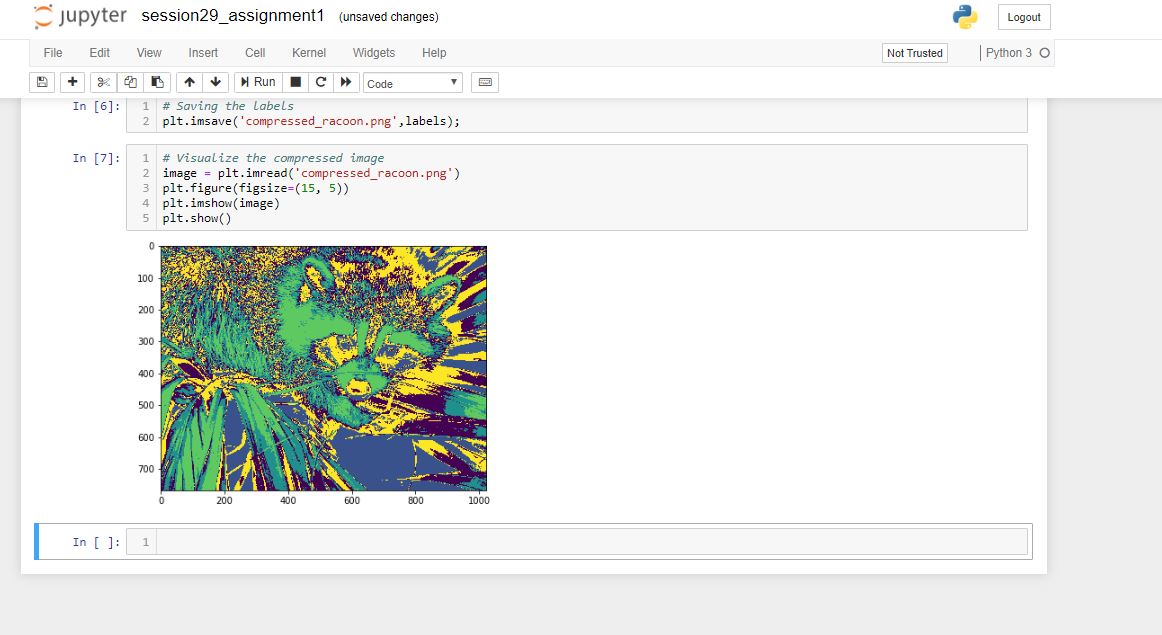 jupyter session29_assignment1 (unsaved changes) Logout
File Edit View Insert Cell Kernel Widgets Help Not Trusted Python 3
Run Code
In [6]: 1 # Saving the labels
2 plt.imsave('compressed_racoon.png',labels);
In [7]: 1 # Visualize the compressed image
2 image = plt.imread('compressed_racoon.png')
3 plt.figure(figsize=(15, 5))
4 plt.imshow(image)
5 plt.show()
0
100
200
300
400
500
600
700
0 200 400 600 800 1000
In [ ]: 1